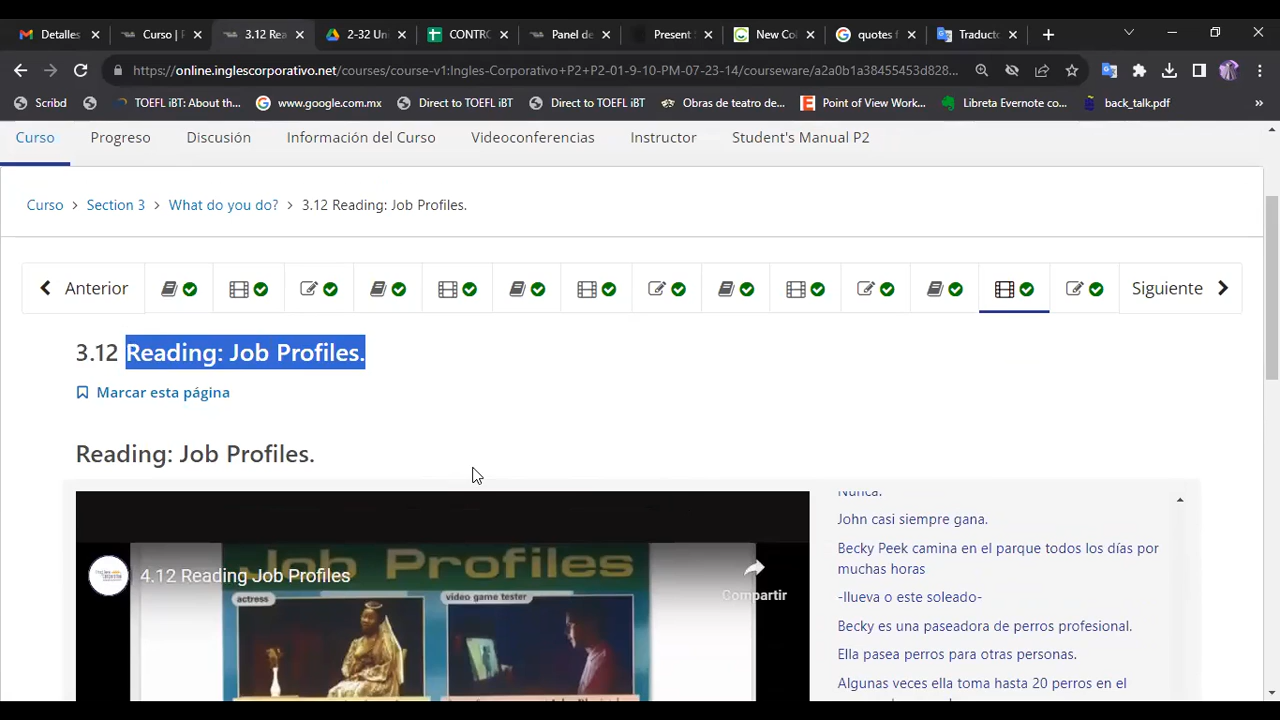 Detalles
Curso | F
3.12 Rea
2-32 Un
CONTRO
Panel de
Present
New Co
quotes f
Traducto
https://online.inglescorporativo.net/courses/course-v1:Ingles-Corporativo+P2+P2-01-9-10-PM-07-23-14/courseware/a2a0b1a38455453d828...
Scribd
TOEFL iBT: About th...
www.google.com.mx
Direct to TOEFL iBT
Direct to TOEFL iBT
Obras de teatro de...
Point of View Work...
Libreta Evernote co...
back_talk.pdf
»
Curso
Progreso
Discusión
Información del Curso
Videoconferencias
Instructor
Student's Manual P2
Curso > Section 3 > What do you do? > 3.12 Reading: Job Profiles.
Anterior
Siguiente
3.12 Reading: Job Profiles.
Marcar esta página
Reading: Job Profiles.
Nunca.
John casi siempre gana.
Becky Peek camina en el parque todos los días por
muchas horas
-llueva o este soleado-
Becky es una paseadora de perros profesional.
Ella pasea perros para otras personas.
Algunas veces ella toma hasta 20 perros en el
Job Profiles
4.12 Reading Job Profiles
Compartir
actress
video game tester